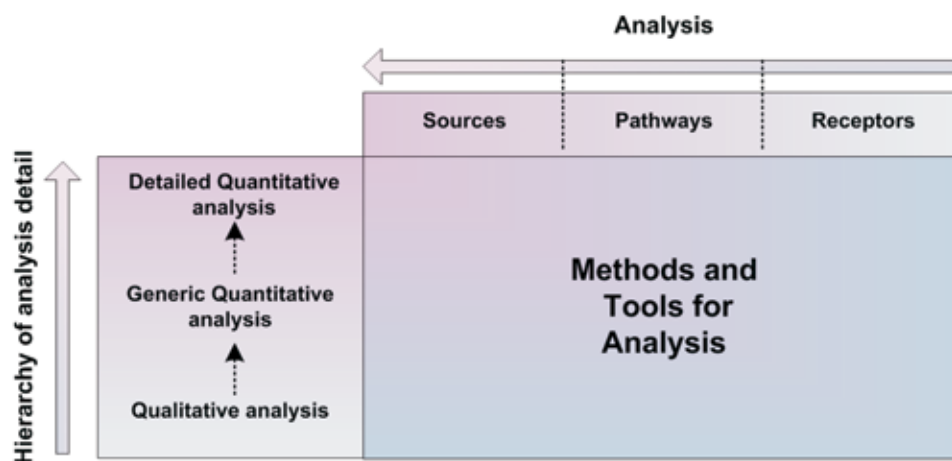 Analysis
Sources
Pathways
Receptors
Hierarchy of analysis detail
Detailed Quantitative
analysis
Generic Quantitative
analysis
Qualitative analysis
Methods and
Tools for
Analysis